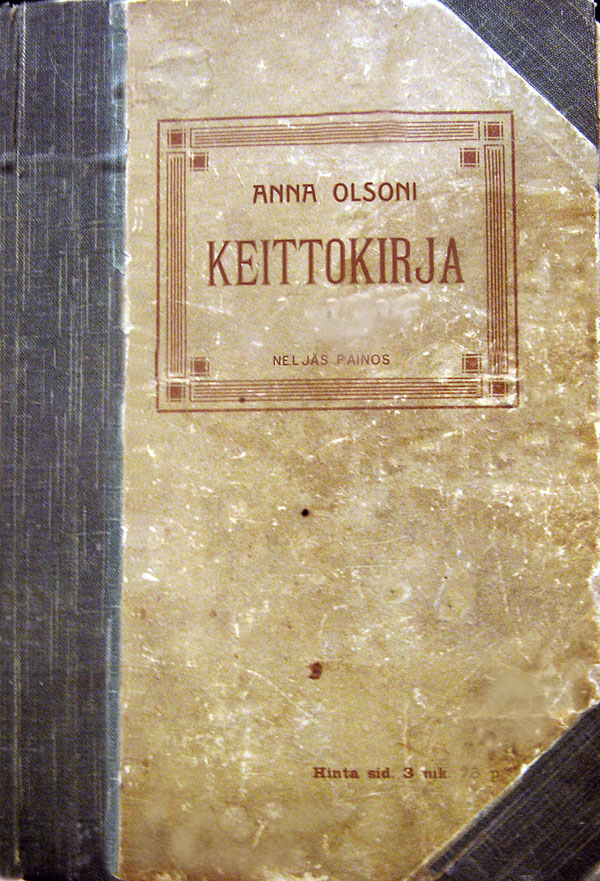 ANNA OLSONI
KEITTOKIRJA
NELJÄS PAINOS
Hinta sid. 3 mk. 75 p.